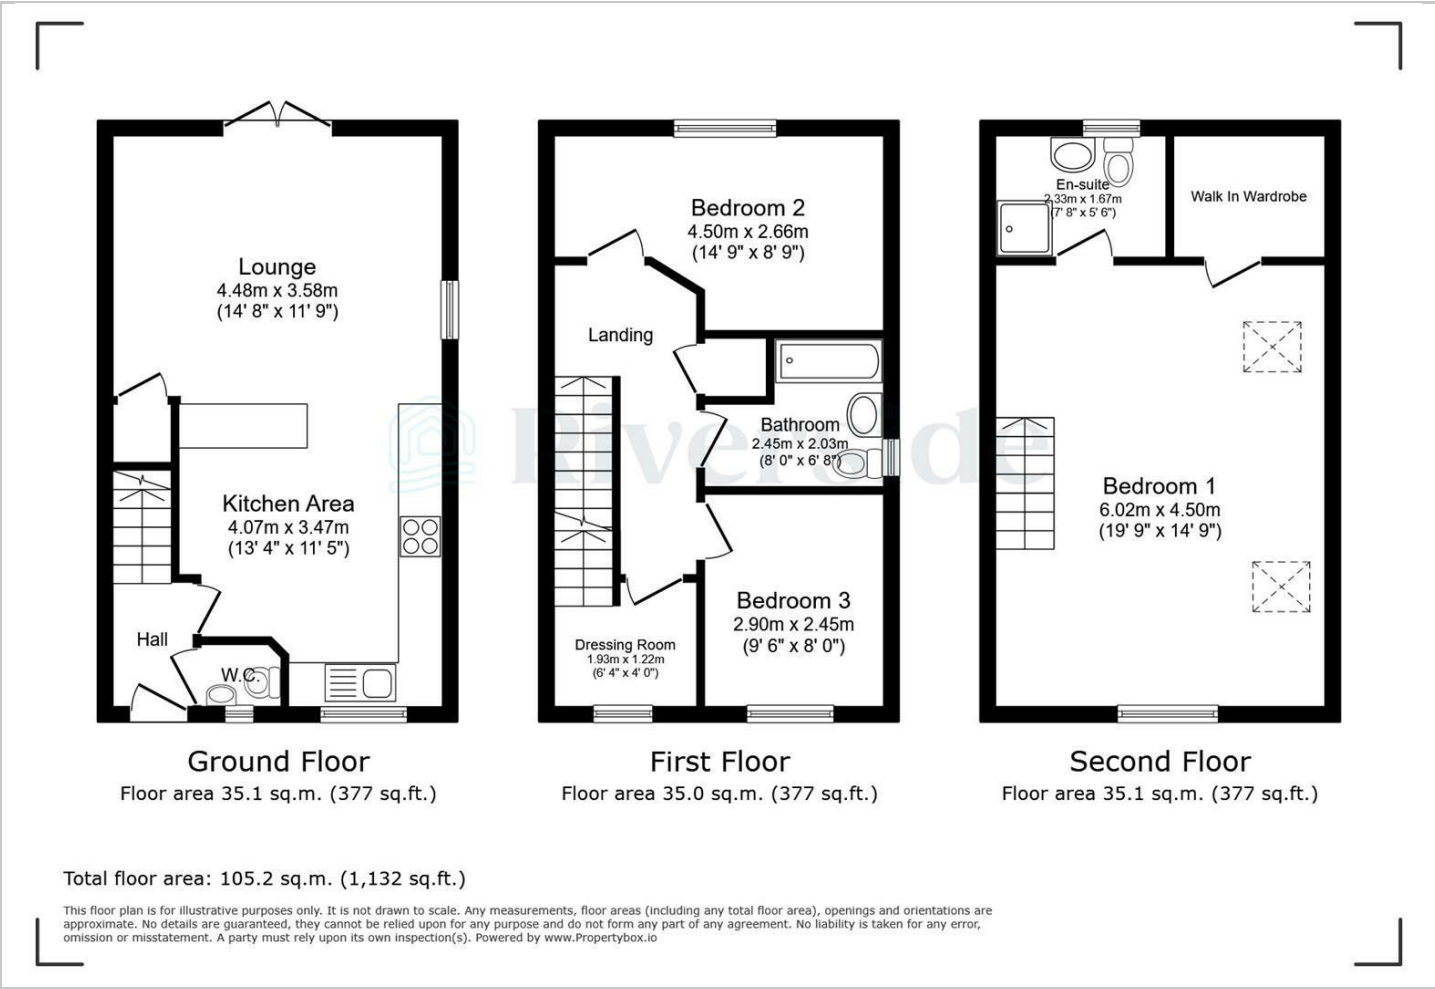 Lounge
4.48m x 3.58m
(14' 8" x 11' 9")
Kitchen Area
4.07m x 3.47m
(13' 4" x 11' 5")
Hall
W.C.
Ground Floor
Floor area 35.1 sq.m. (377 sq.ft.)
Bedroom 2
4.50m x 2.66m
(14' 9" x 8' 9")
Landing
Bathroom
2.45m x 2.03m
(8' 0" x 6' 8")
Bedroom 3
2.90m x 2.45m
(9' 6" x 8' 0")
Dressing Room
1.93m x 1.22m
(6' 4" x 4' 0")
First Floor
Floor area 35.0 sq.m. (377 sq.ft.)
En-suite
2.33m x 1.67m
(7' 8" x 5' 6")
Walk In Wardrobe
Bedroom 1
6.02m x 4.50m
(19' 9" x 14' 9")
Second Floor
Floor area 35.1 sq.m. (377 sq.ft.)
Riverside
Total floor area: 105.2 sq.m. (1,132 sq.ft.)
This floor plan is for illustrative purposes only. It is not drawn to scale. Any measurements, floor areas (including any total floor area), openings and orientations are
approximate. No details are guaranteed, they cannot be relied upon for any purpose and do not form any part of any agreement. No liability is taken for any error,
omission or misstatement. A party must rely upon its own inspection(s). Powered by www.Propertybox.io